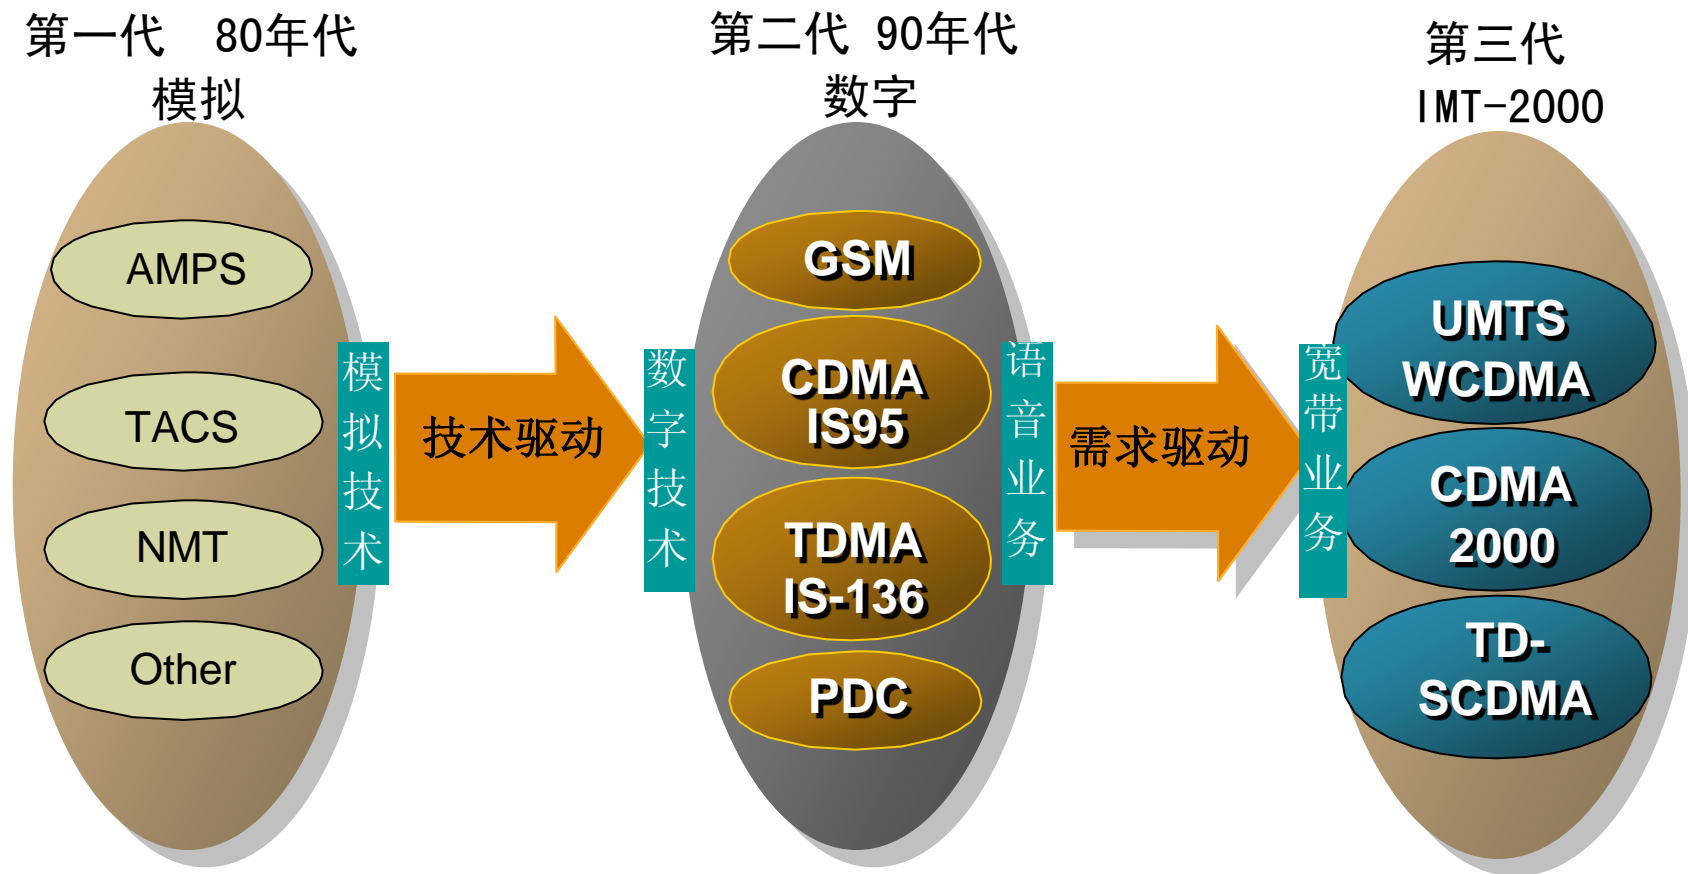 第一代 80年代
模拟
AMPS
TACS
NMT
Other
模拟技术
技术驱动
数字技术
第二代 90年代
数字
GSM
CDMA
IS95
TDMA
IS-136
PDC
语音业务
需求驱动
宽带业务
第三代
IMT-2000
UMTS
WCDMA
CDMA
2000
TD-
SCDMA